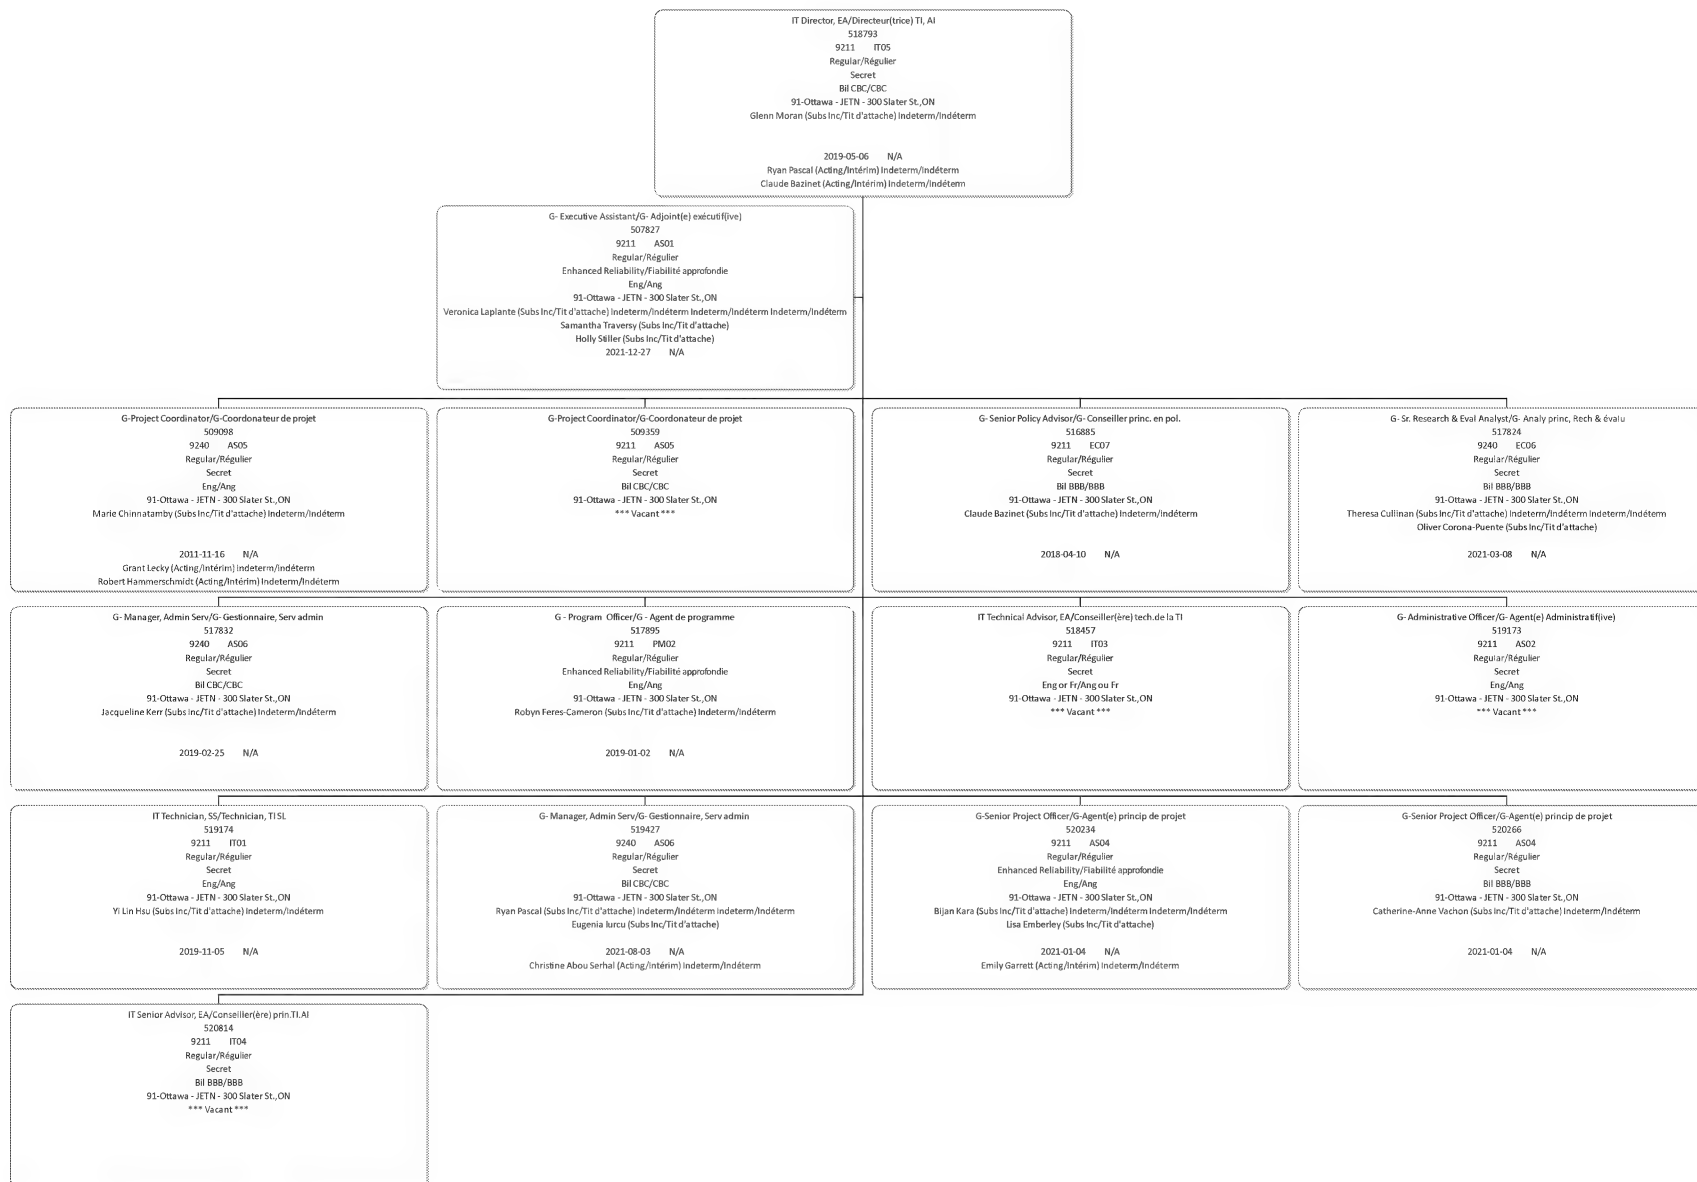 IT Director, EA/Directeur(trice) TI, AI
518793
9211 IT05
Regular/Régulier
Secret
Bil CBC/CBC
91-Ottawa - JETN - 300 Slater St.,ON
Glenn Moran (Subs Inc/Tit d'attache) Indeterm/Indéterm
2019-05-06 N/A
Ryan Pascal (Acting/Intérim) Indeterm/Indéterm
Claude Bazinet (Acting/Intérim) Indeterm/Indéterm
G- Executive Assistant/G- Adjoint(e) exécutif(ive)
507827
9211 AS01
Regular/Régulier
Enhanced Reliability/Fiabilité approfondie
Eng/Ang
91-Ottawa - JETN - 300 Slater St.,ON
Veronica Laplante (Subs Inc/Tit d'attache) Indeterm/Indéterm Indeterm/Indéterm Indeterm/Indéterm
Samantha Traversy (Subs Inc/Tit d'attache)
Holly Stiller (Subs Inc/Tit d'attache)
2021-12-27 N/A
G-Project Coordinator/G-Coordonateur de projet
509098
9240 AS05
Regular/Régulier
Secret
Eng/Ang
91-Ottawa - JETN - 300 Slater St.,ON
Marie Chinnatamby (Subs Inc/Tit d'attache) Indeterm/Indéterm
2011-11-16 N/A
Grant Lecky (Acting/Intérim) Indeterm/Indéterm
Robert Hammerschmidt (Acting/Intérim) Indeterm/Indéterm
G-Project Coordinator/G-Coordonateur de projet
509359
9211 AS05
Regular/Régulier
Secret
Bil CBC/CBC
91-Ottawa - JETN - 300 Slater St.,ON
*** Vacant ***
G- Senior Policy Advisor/G- Conseiller princ. en pol.
516885
9211 EC07
Regular/Régulier
Secret
Bil BBB/BBB
91-Ottawa - JETN - 300 Slater St.,ON
Claude Bazinet (Subs Inc/Tit d'attache) Indeterm/Indéterm
2018-04-10 N/A
G- Sr. Research & Eval Analyst/G- Analy princ, Rech & évalu
517824
9240 EC06
Regular/Régulier
Secret
Bil BBB/BBB
91-Ottawa - JETN - 300 Slater St.,ON
Theresa Cullinan (Subs Inc/Tit d'attache) Indeterm/Indéterm Indeterm/Indéterm
Oliver Corona-Puente (Subs Inc/Tit d'attache)
2021-03-08 N/A
G- Manager, Admin Serv/G- Gestionnaire, Serv admin
517832
9240 AS06
Regular/Régulier
Secret
Bil CBC/CBC
91-Ottawa - JETN - 300 Slater St.,ON
Jacqueline Kerr (Subs Inc/Tit d'attache) Indeterm/Indéterm
2019-02-25 N/A
G - Program Officer/G - Agent de programme
517895
9211 PM02
Regular/Régulier
Enhanced Reliability/Fiabilité approfondie
Eng/Ang
91-Ottawa - JETN - 300 Slater St.,ON
Robyn Feres-Cameron (Subs Inc/Tit d'attache) Indeterm/Indéterm
2019-01-02 N/A
IT Technical Advisor, EA/Conseiller(ère) tech.de la TI
518457
9211 IT03
Regular/Régulier
Secret
Eng or Fr/Ang ou Fr
91-Ottawa - JETN - 300 Slater St.,ON
*** Vacant ***
G- Administrative Officer/G- Agent(e) Administratif(ive)
519173
9211 AS02
Regular/Régulier
Secret
Eng/Ang
91-Ottawa - JETN - 300 Slater St.,ON
*** Vacant ***
IT Technician, SS/Technician, TI SL
519174
9211 IT01
Regular/Régulier
Secret
Eng/Ang
91-Ottawa - JETN - 300 Slater St.,ON
Yi Lin Hsu (Subs Inc/Tit d'attache) Indeterm/Indéterm
2019-11-05 N/A
G- Manager, Admin Serv/G- Gestionnaire, Serv admin
519427
9240 AS06
Regular/Régulier
Secret
Bil CBC/CBC
91-Ottawa - JETN - 300 Slater St.,ON
Ryan Pascal (Subs Inc/Tit d'attache) Indeterm/Indéterm Indeterm/Indéterm
Eugenia Iurcu (Subs Inc/Tit d'attache)
2021-08-03 N/A
Christine Abou Serhal (Acting/Intérim) Indeterm/Indéterm
G-Senior Project Officer/G-Agent(e) princip de projet
520234
9211 AS04
Regular/Régulier
Enhanced Reliability/Fiabilité approfondie
Eng/Ang
91-Ottawa - JETN - 300 Slater St.,ON
Bijan Kara (Subs Inc/Tit d'attache) Indeterm/Indéterm Indeterm/Indéterm
Lisa Emberley (Subs Inc/Tit d'attache)
2021-01-04 N/A
Emily Garrett (Acting/Intérim) Indeterm/Indéterm
G-Senior Project Officer/G-Agent(e) princip de projet
520266
9211 AS04
Regular/Régulier
Secret
Bil BBB/BBB
91-Ottawa - JETN - 300 Slater St.,ON
Catherine-Anne Vachon (Subs Inc/Tit d'attache) Indeterm/Indéterm
2021-01-04 N/A
IT Senior Advisor, EA/Conseiller(ère) prin.TI.AI
520814
9211 IT04
Regular/Régulier
Secret
Bil BBB/BBB
91-Ottawa - JETN - 300 Slater St.,ON
*** Vacant ***